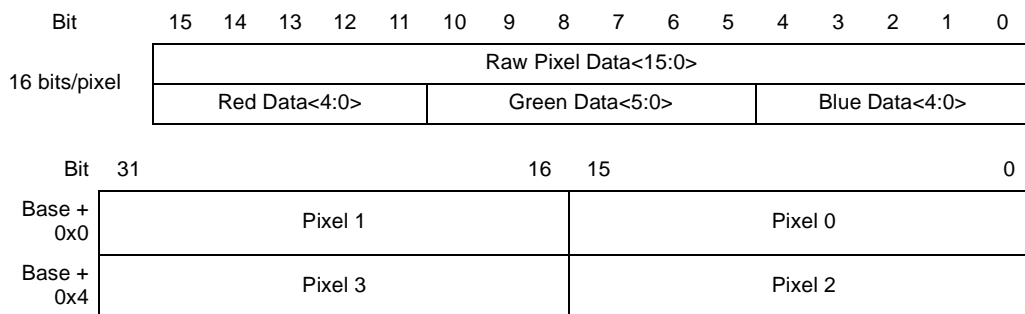 Bit 15 14 13 12 11 10 9 8 7 6 5 4 3 2 1 0
16 bits/pixel
Raw Pixel Data<15:0>
Red Data<4:0> Green Data<5:0> Blue Data<4:0>
Bit 31 16 15 0
Base + 0x0 Pixel 1 Pixel 0
Base + 0x4 Pixel 3 Pixel 2